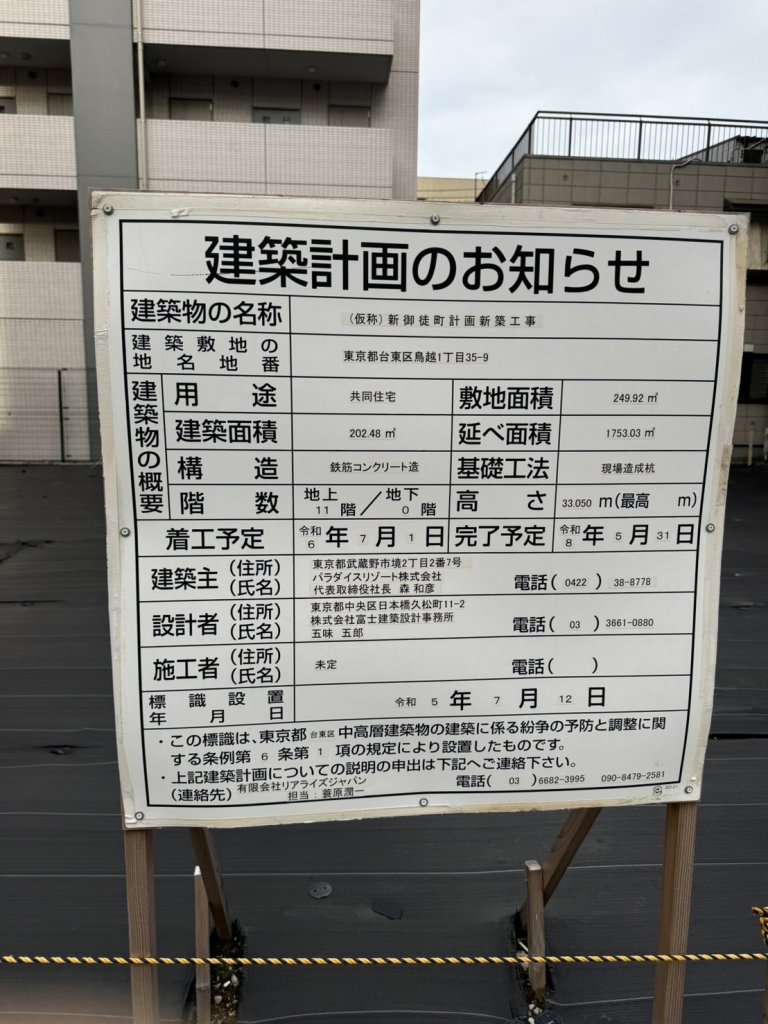 建築計画のお知らせ
建築物の名称 (仮称)新御徒町計画新築工事
建築敷地の地名地番 東京都台東区鳥越1丁目35-9
建築物の概要
用途 共同住宅 敷地面積 249.92 ㎡
建築面積 202.48 ㎡ 延べ面積 1753.03 ㎡
構造 鉄筋コンクリート造 基礎工法 現場造成杭
階数 地上 11 階/地下 0 階 高さ 33.050 m(最高 m)
着工予定 令和 6 年 7 月 1 日 完了予定 令和 8 年 5 月 31 日
建築主 (住所) (氏名)
東京都武蔵野市境2丁目2番7号
パラダイスリゾート株式会社
代表取締役社長 森 和彦
電話( 0422 ) 38-8778
設計者 (住所) (氏名)
東京都中央区日本橋久松町11-2
株式会社富士建築設計事務所
五味 五郎
電話( 03 ) 3661-0880
施工者 (住所) (氏名) 未定 電話( )
標識設置年月日 令和 5 年 7 月 12 日
・この標識は、東京都 台東区 中高層建築物の建築に係る紛争の予防と調整に関
する条例第 6 条第 1 項の規定により設置したものです。
・上記建築計画についての説明の申出は下記へご連絡下さい。
(連絡先) 有限会社リアライズジャパン
担当:蓑原潤一
電話( 03 ) 6682-3995 090-8479-2581